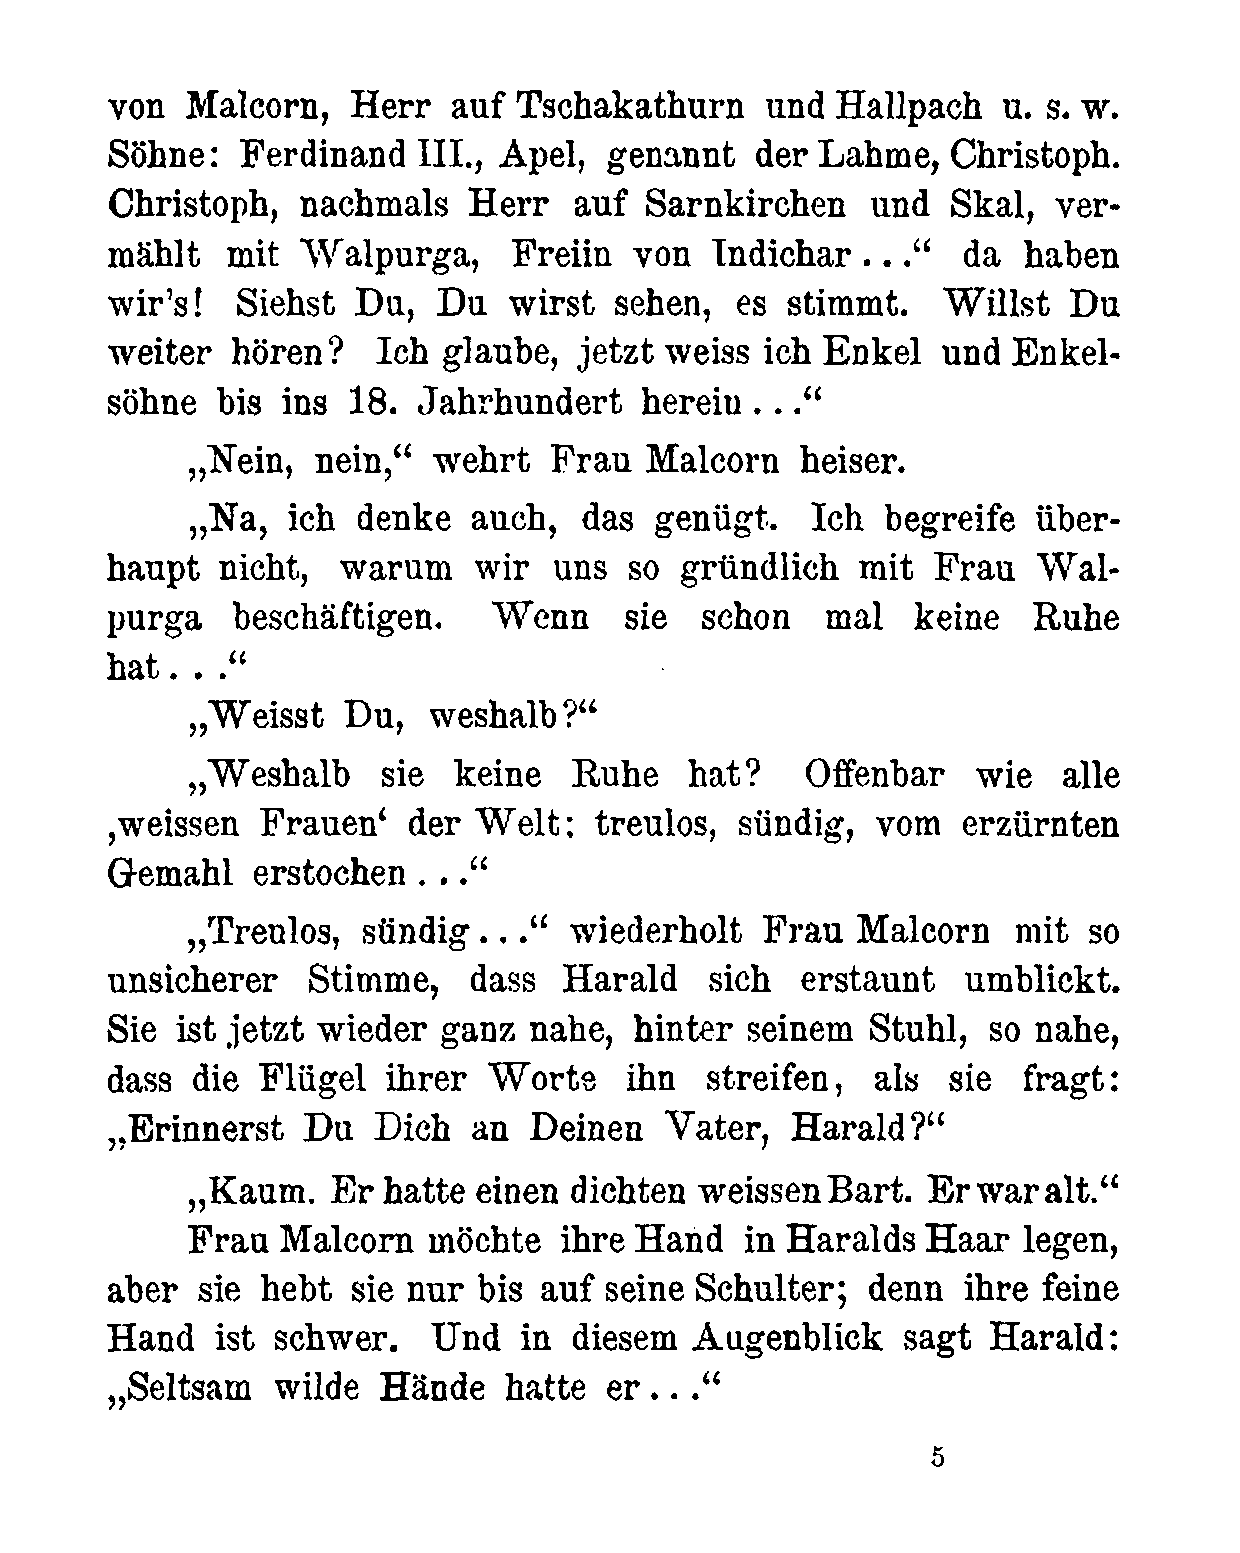 von Malcorn, Herr auf Tschakathurn und Hallpach u. s. w.
Söhne: Ferdinand III., Apel, genannt der Lahme, Christoph.
Christoph, nachmals Herr auf Sarnkirchen und Skal, ver-
mählt mit Walpurga, Freiin von Indichar . . .“ da haben
wir's! Siehst Du, Du wirst sehen, es stimmt. Willst Du
weiter hören? Ich glaube, jetzt weiss ich Enkel und Enkel-
söhne bis ins 18. Jahrhundert herein . . .“
„Nein, nein,“ wehrt Frau Malcorn heiser.
„Na, ich denke auch, das genügt. Ich begreife über-
haupt nicht, warum wir uns so gründlich mit Frau Wal-
purga beschäftigen. Wenn sie schon mal keine Ruhe
hat . . .“
„Weisst Du, weshalb?“
„Weshalb sie keine Ruhe hat? Offenbar wie alle
‚weissen Frauen‘ der Welt: treulos, sündig, vom erzürnten
Gemahl erstochen . . .“
„Treulos, sündig . . .“ wiederholt Frau Malcorn mit so
unsicherer Stimme, dass Harald sich erstaunt umblickt.
Sie ist jetzt wieder ganz nahe, hinter seinem Stuhl, so nahe,
dass die Flügel ihrer Worte ihn streifen, als sie fragt:
„Erinnerst Du Dich an Deinen Vater, Harald?“
„Kaum. Er hatte einen dichten weissen Bart. Er war alt.“
Frau Malcorn möchte ihre Hand in Haralds Haar legen,
aber sie hebt sie nur bis auf seine Schulter; denn ihre feine
Hand ist schwer. Und in diesem Augenblick sagt Harald:
„Seltsam wilde Hände hatte er . . .“
5